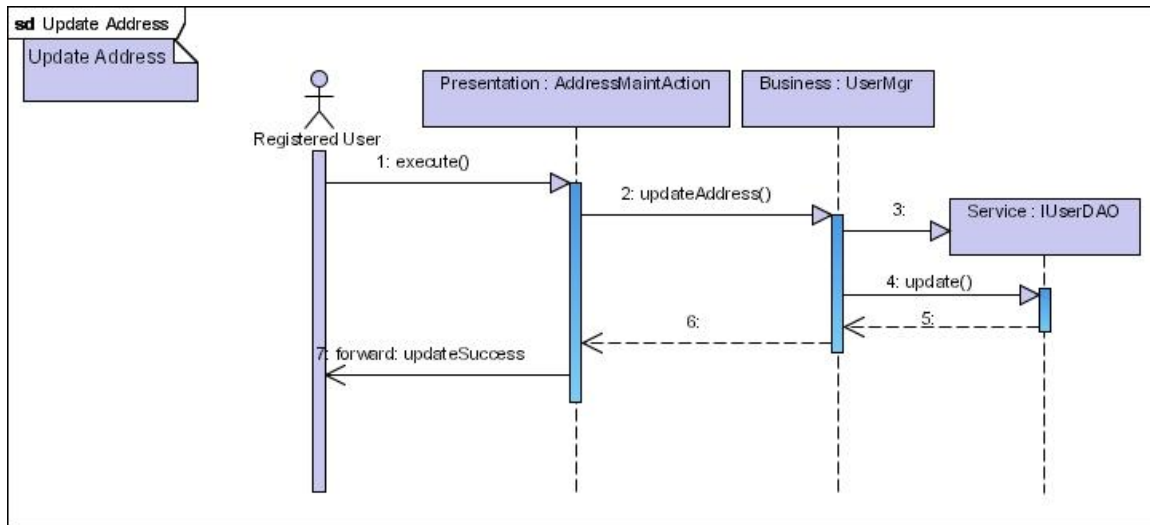 sd Update Address
Update Address
Presentation : AddressMaintAction
Business : UserMgr
Registered User
1: execute()
2: updateAddress()
3:
Service : IUserDAO
4: update()
5:
6:
7: forward: updateSuccess